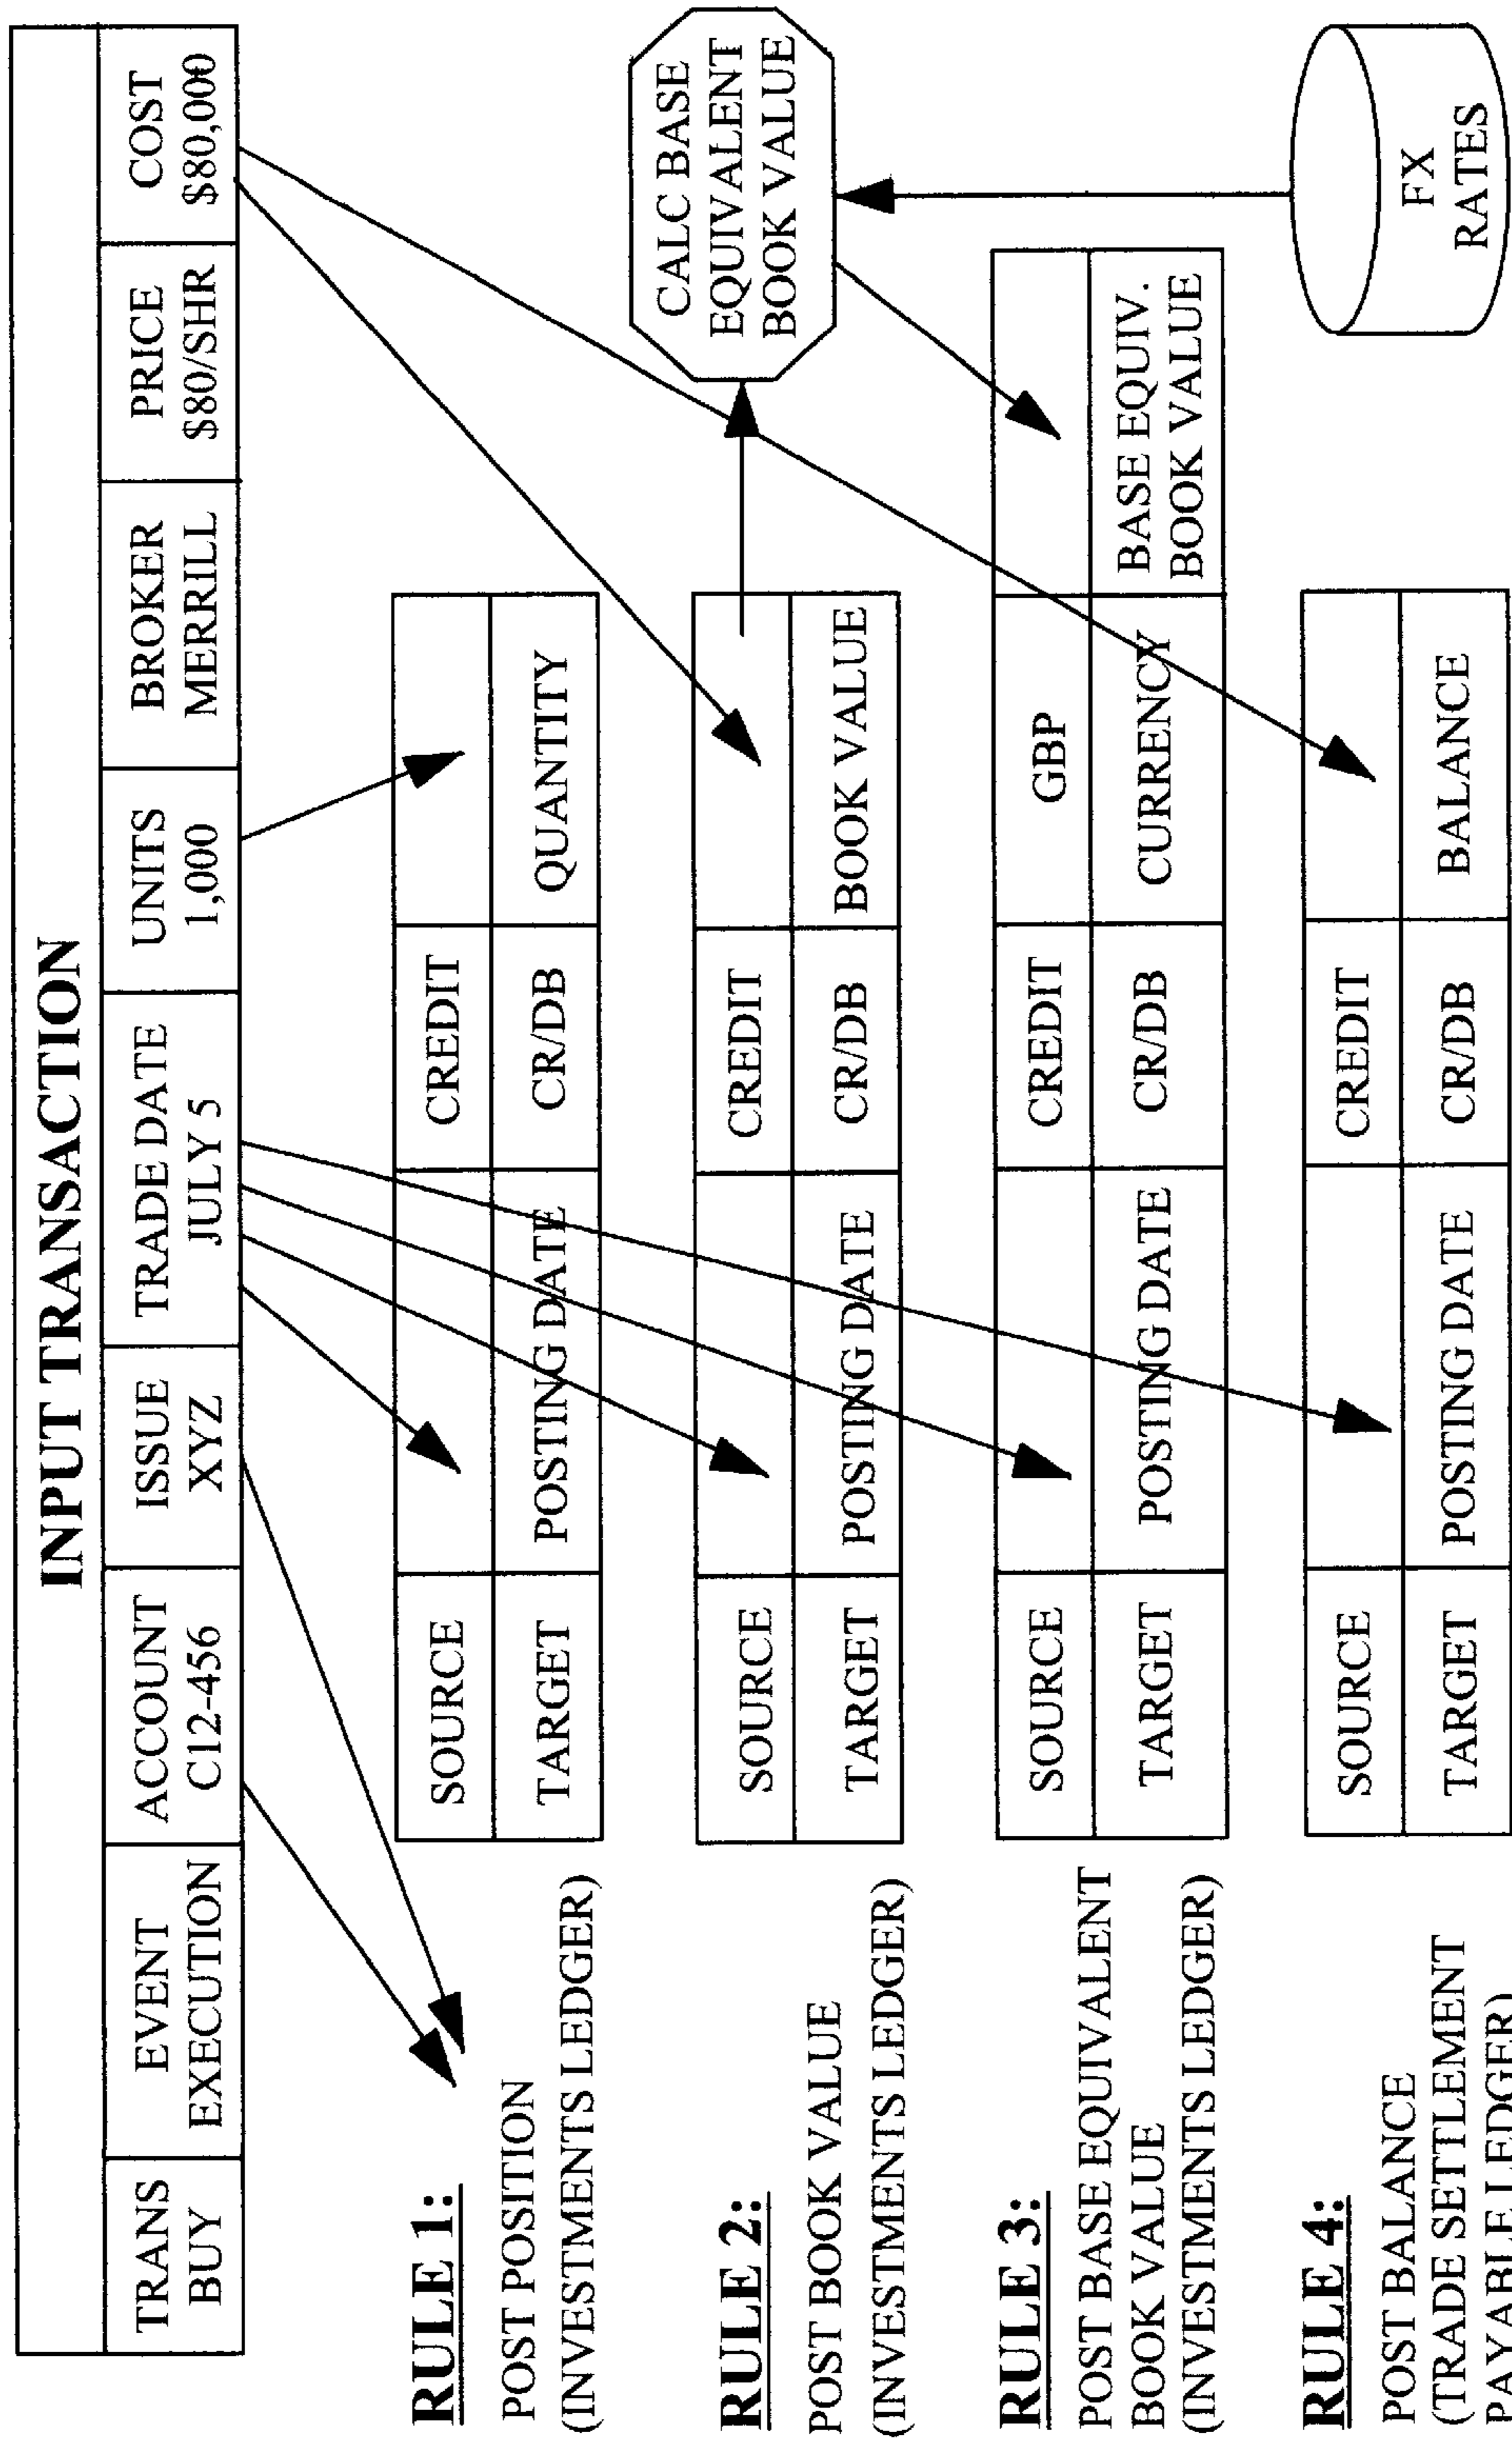 INPUT TRANSACTION
TRANS
BUY
EVENT
EXECUTION
ACCOUNT
C12-456
ISSUE
XYZ
TRADE DATE
JULY 5
UNITS
1,000
BROKER
MERRILL
PRICE
$80/SHR
COST
$80,000
RULE 1:
POST POSITION
(INVESTMENTS LEDGER)
SOURCE
CREDIT
TARGET
POSTING DATE
CR/DB
QUANTITY
RULE 2:
POST BOOK VALUE
(INVESTMENTS LEDGER)
SOURCE
CREDIT
TARGET
POSTING DATE
CR/DB
BOOK VALUE
CALC BASE
EQUIVALENT
BOOK VALUE
RULE 3:
POST BASE EQUIVALENT
BOOK VALUE
(INVESTMENTS LEDGER)
SOURCE
CREDIT
GBP
TARGET
POSTING DATE
CR/DB
CURRENCY
BASE EQUIV.
BOOK VALUE
RULE 4:
POST BALANCE
(TRADE SETTLEMENT
PAYABLE LEDGER)
SOURCE
CREDIT
TARGET
POSTING DATE
CR/DB
BALANCE
FX
RATES